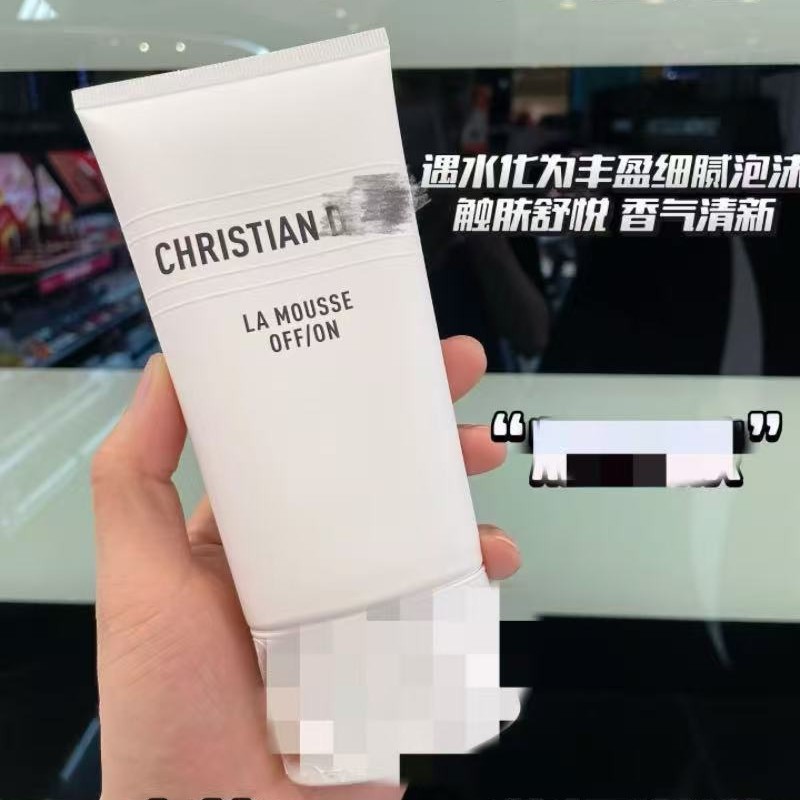 遇水化为丰盈细腻泡沫
触肤舒悦 香气清新
CHRISTIAN D
LA MOUSSE
OFF/ON
“ ”